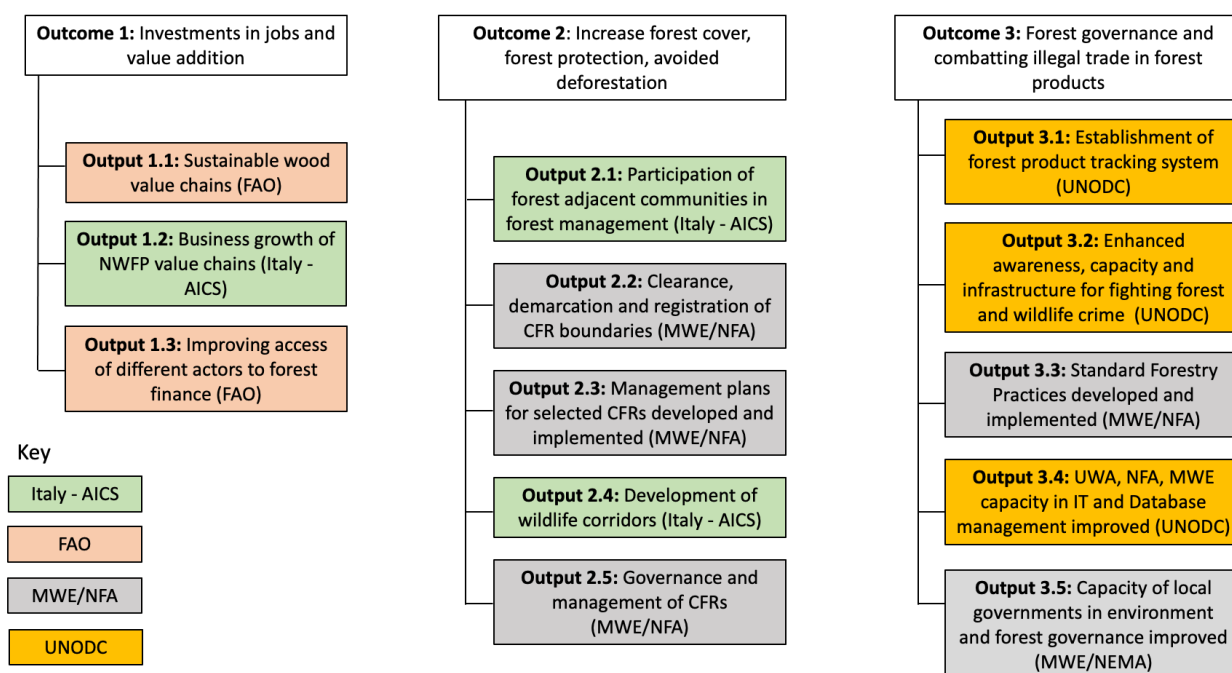 Outcome 1: Investments in jobs and
value addition
Output 1.1: Sustainable wood
value chains (FAO)
Output 1.2: Business growth of
NWFP value chains (Italy -
AICS)
Output 1.3: Improving access
of different actors to forest
finance (FAO)
Key
Italy - AICS
FAO
MWE/NFA
UNODC
Outcome 2: Increase forest cover,
forest protection, avoided
deforestation
Output 2.1: Participation of
forest adjacent communities in
forest management (Italy - AICS)
Output 2.2: Clearance,
demarcation and registration of
CFR boundaries (MWE/NFA)
Output 2.3: Management plans
for selected CFRs developed and
implemented (MWE/NFA)
Output 2.4: Development of
wildlife corridors (Italy - AICS)
Output 2.5: Governance and
management of CFRs
(MWE/NFA)
Outcome 3: Forest governance and
combatting illegal trade in forest
products
Output 3.1: Establishment of
forest product tracking system
(UNODC)
Output 3.2: Enhanced
awareness, capacity and
infrastructure for fighting forest
and wildlife crime (UNODC)
Output 3.3: Standard Forestry
Practices developed and
implemented (MWE/NFA)
Output 3.4: UWA, NFA, MWE
capacity in IT and Database
management improved (UNODC)
Output 3.5: Capacity of local
governments in environment
and forest governance improved
(MWE/NEMA)